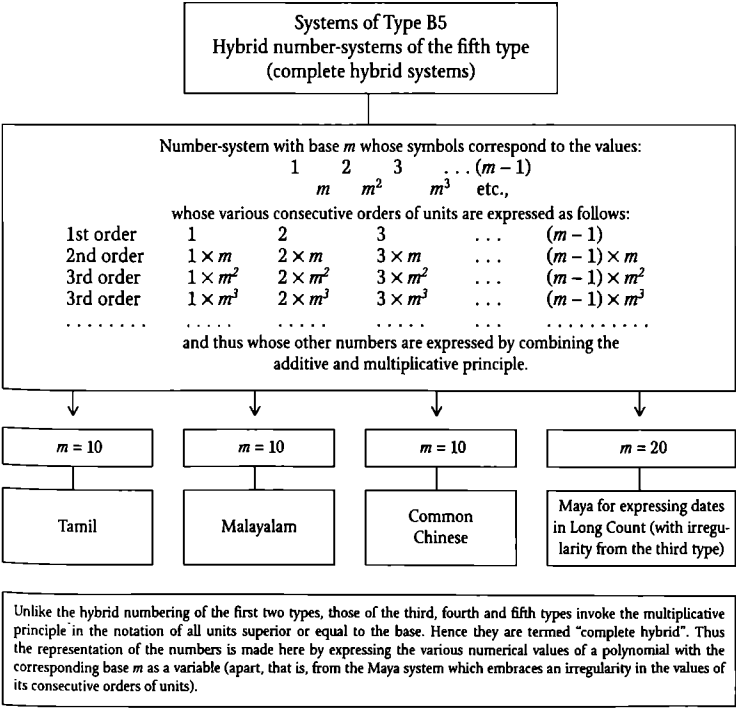 Systems of Type B5
Hybrid number-systems of the fifth type
(complete hybrid systems)
Number-system with base m whose symbols correspond to the values:
1 2 3 . . . (m – 1)
m m² m³ etc.,
whose various consecutive orders of units are expressed as follows:
1st order 1 2 3 . . . (m – 1)
2nd order 1 × m 2 × m 3 × m . . . (m – 1) × m
3rd order 1 × m² 2 × m² 3 × m² . . . (m – 1) × m²
3rd order 1 × m³ 2 × m³ 3 × m³ . . . (m – 1) × m³
. . . . . . . . . . . . . . . . . . . . . . . . . . . . . . . . . . . . .
and thus whose other numbers are expressed by combining the
additive and multiplicative principle.
m = 10 m = 10 m = 10 m = 20
Tamil
Malayalam
Common
Chinese
Maya for expressing dates
in Long Count (with irregu-
larity from the third type)
Unlike the hybrid numbering of the first two types, those of the third, fourth and fifth types invoke the multiplicative
principle in the notation of all units superior or equal to the base. Hence they are termed “complete hybrid”. Thus
the representation of the numbers is made here by expressing the various numerical values of a polynomial with the
corresponding base m as a variable (apart, that is, from the Maya system which embraces an irregularity in the values of
its consecutive orders of units).